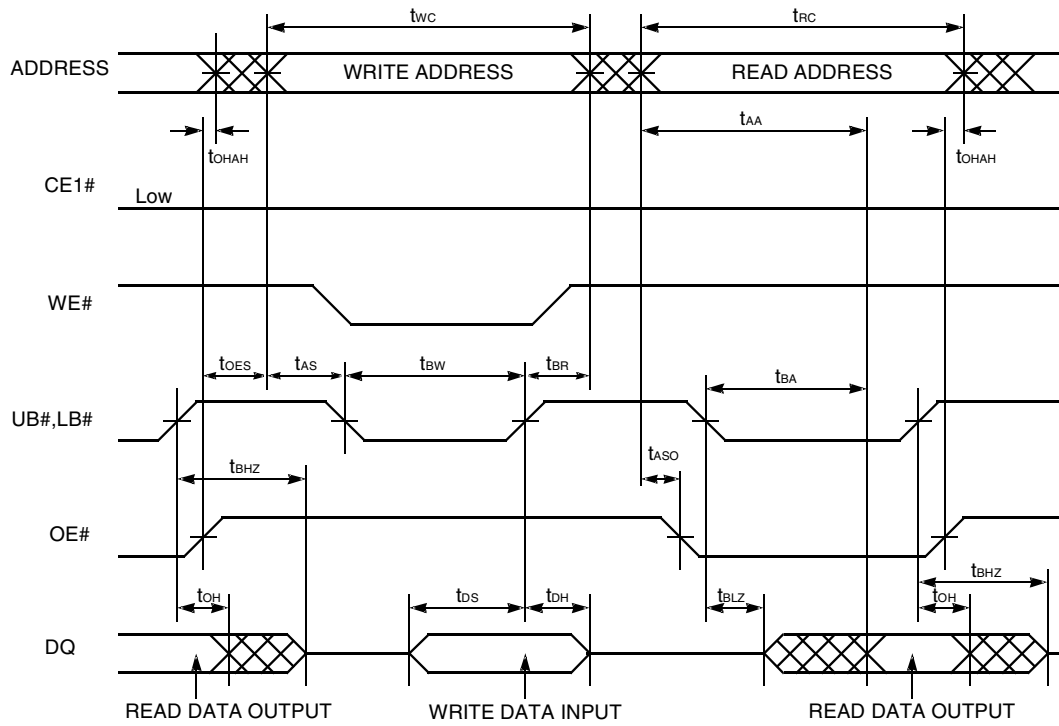 tWC
tRC
ADDRESS
WRITE ADDRESS
READ ADDRESS
tOHAH
tAA
tOHAH
CE1#
Low
WE#
tOES
tAS
tBW
tBR
tBA
UB#,LB#
tBHZ
tASO
OE#
tOH
tDS
tDH
tBLZ
tBHZ
tOH
DQ
READ DATA OUTPUT
WRITE DATA INPUT
READ DATA OUTPUT